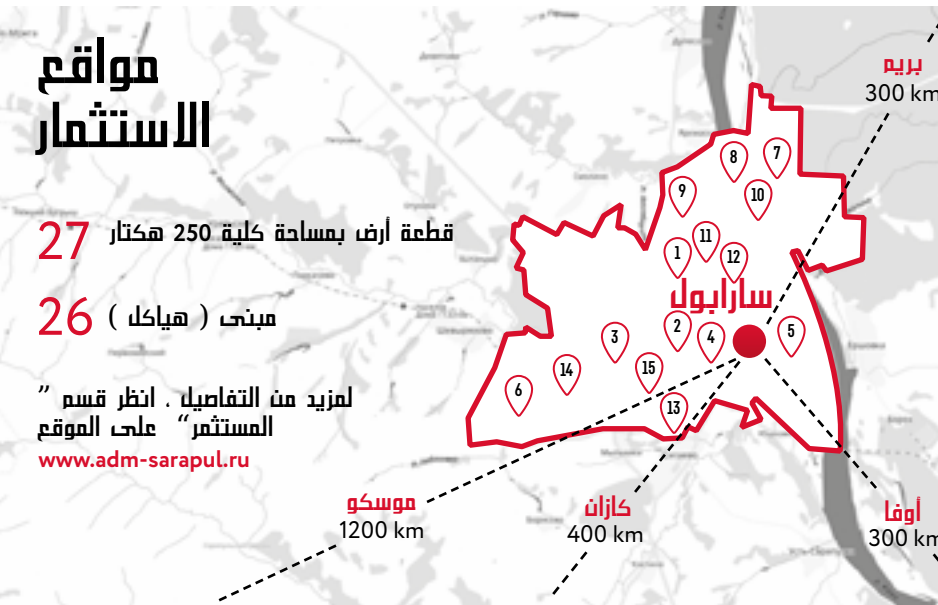 مواقع
الاستثمار
27 قطعة أرض بمساحة كلية 250 هكتار
26 مبنى ( هياكل )
لمزيد من التفاصيل ، انظر قسم ”
المستثمر“ على الموقع
www.adm-sarapul.ru
بريم
300 km
8
7
9
10
11
1
12
سارابول
2
4
5
3
15
14
6
13
موسكو
1200 km
كازان
400 km
أوفا
300 km